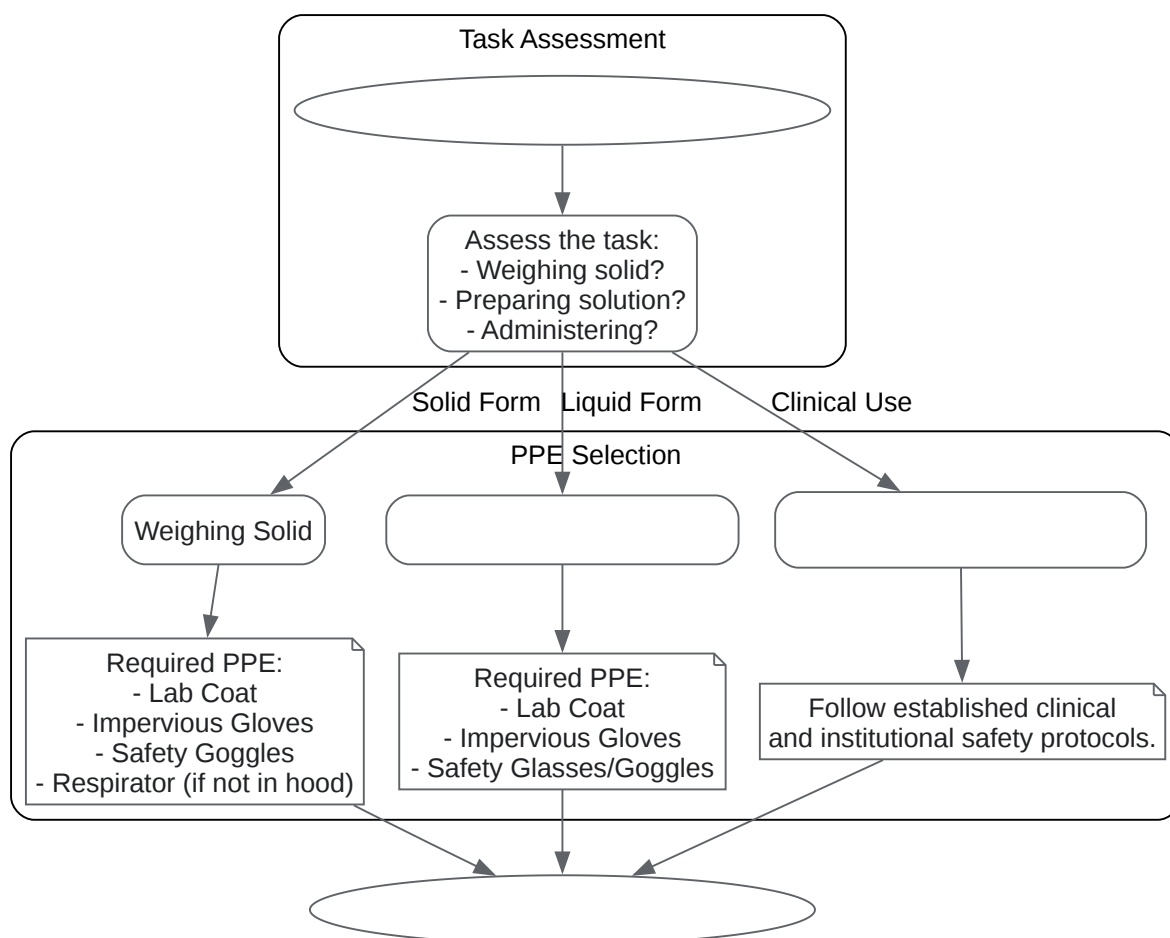 Task Assessment
Assess the task:
- Weighing solid?
- Preparing solution?
- Administering?
Solid Form
Liquid Form
Clinical Use
PPE Selection
Weighing Solid
Required PPE:
- Lab Coat
- Impervious Gloves
- Safety Goggles
- Respirator (if not in hood)
Required PPE:
- Lab Coat
- Impervious Gloves
- Safety Glasses/Goggles
Follow established clinical
and institutional safety protocols.